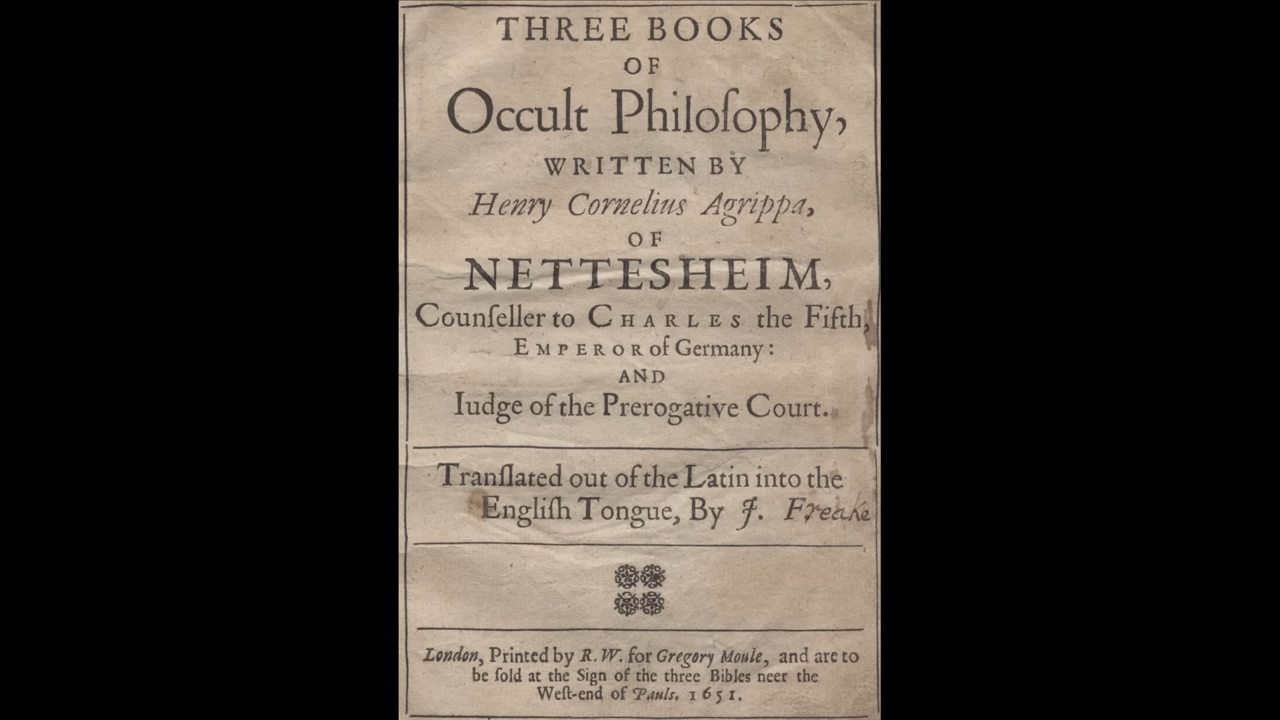 THREE BOOKS
OF
Occult Philoſophy,
WRITTEN BY
Henry Cornelius Agrippa,
OF
NETTESHEIM,
Counſeller to CHARLES the Fifth,
EMPEROR of Germany:
AND
Iudge of the Prerogative Court.
Tranſlated out of the Latin into the
Engliſh Tongue, By J. Freake
London, Printed by R. W. for Gregory Moule, and are to
be ſold at the Sign of the three Bibles neer the
Weſt-end of Pauls. 1651.